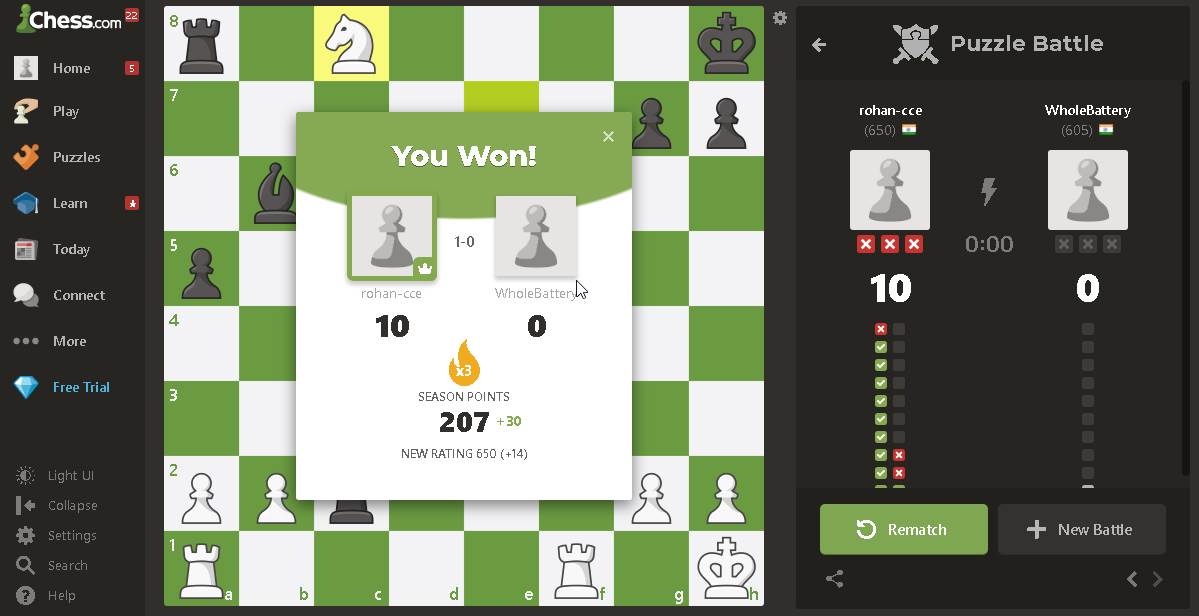 Chess.com 22
Home 5
Play
Puzzles
Learn
Today
Connect
More
Free Trial
Light UI
Collapse
Settings
Search
Help
8
7
6
5
4
3
2
1
a b c d e f g h
You Won!
1-0
rohan-cce WholeBattery
10 0
x3
SEASON POINTS
207 +30
NEW RATING 650 (+14)
Puzzle Battle
rohan-cce WholeBattery
(650) (605)
0:00
10 0
Rematch New Battle